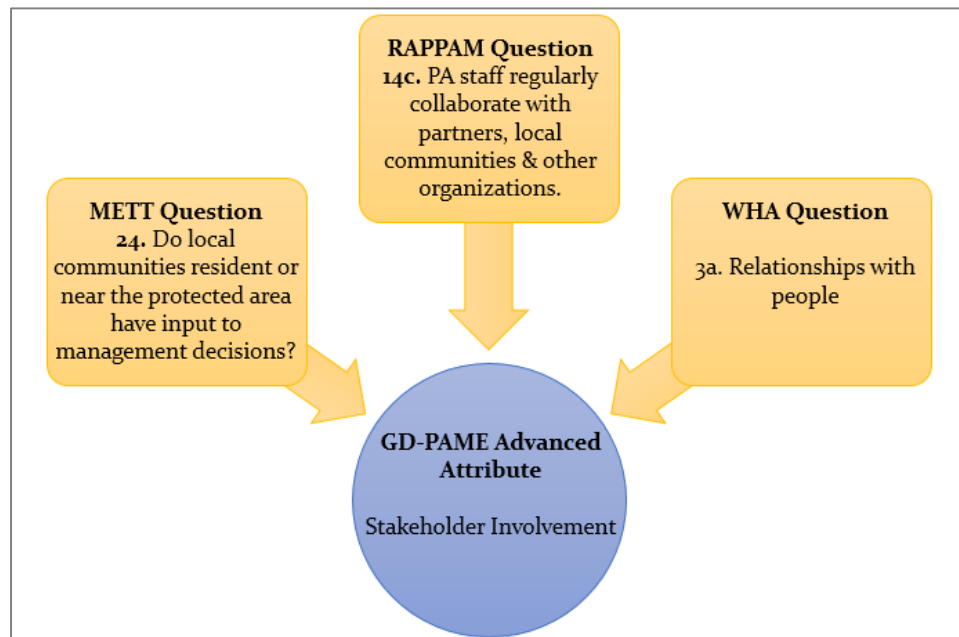 RAPPAM Question
14c. PA staff regularly
collaborate with
partners, local
communities & other
organizations.
METT Question
24. Do local
communities resident or
near the protected area
have input to
management decisions?
WHA Question
3a. Relationships with
people
GD-PAME Advanced
Attribute
Stakeholder Involvement